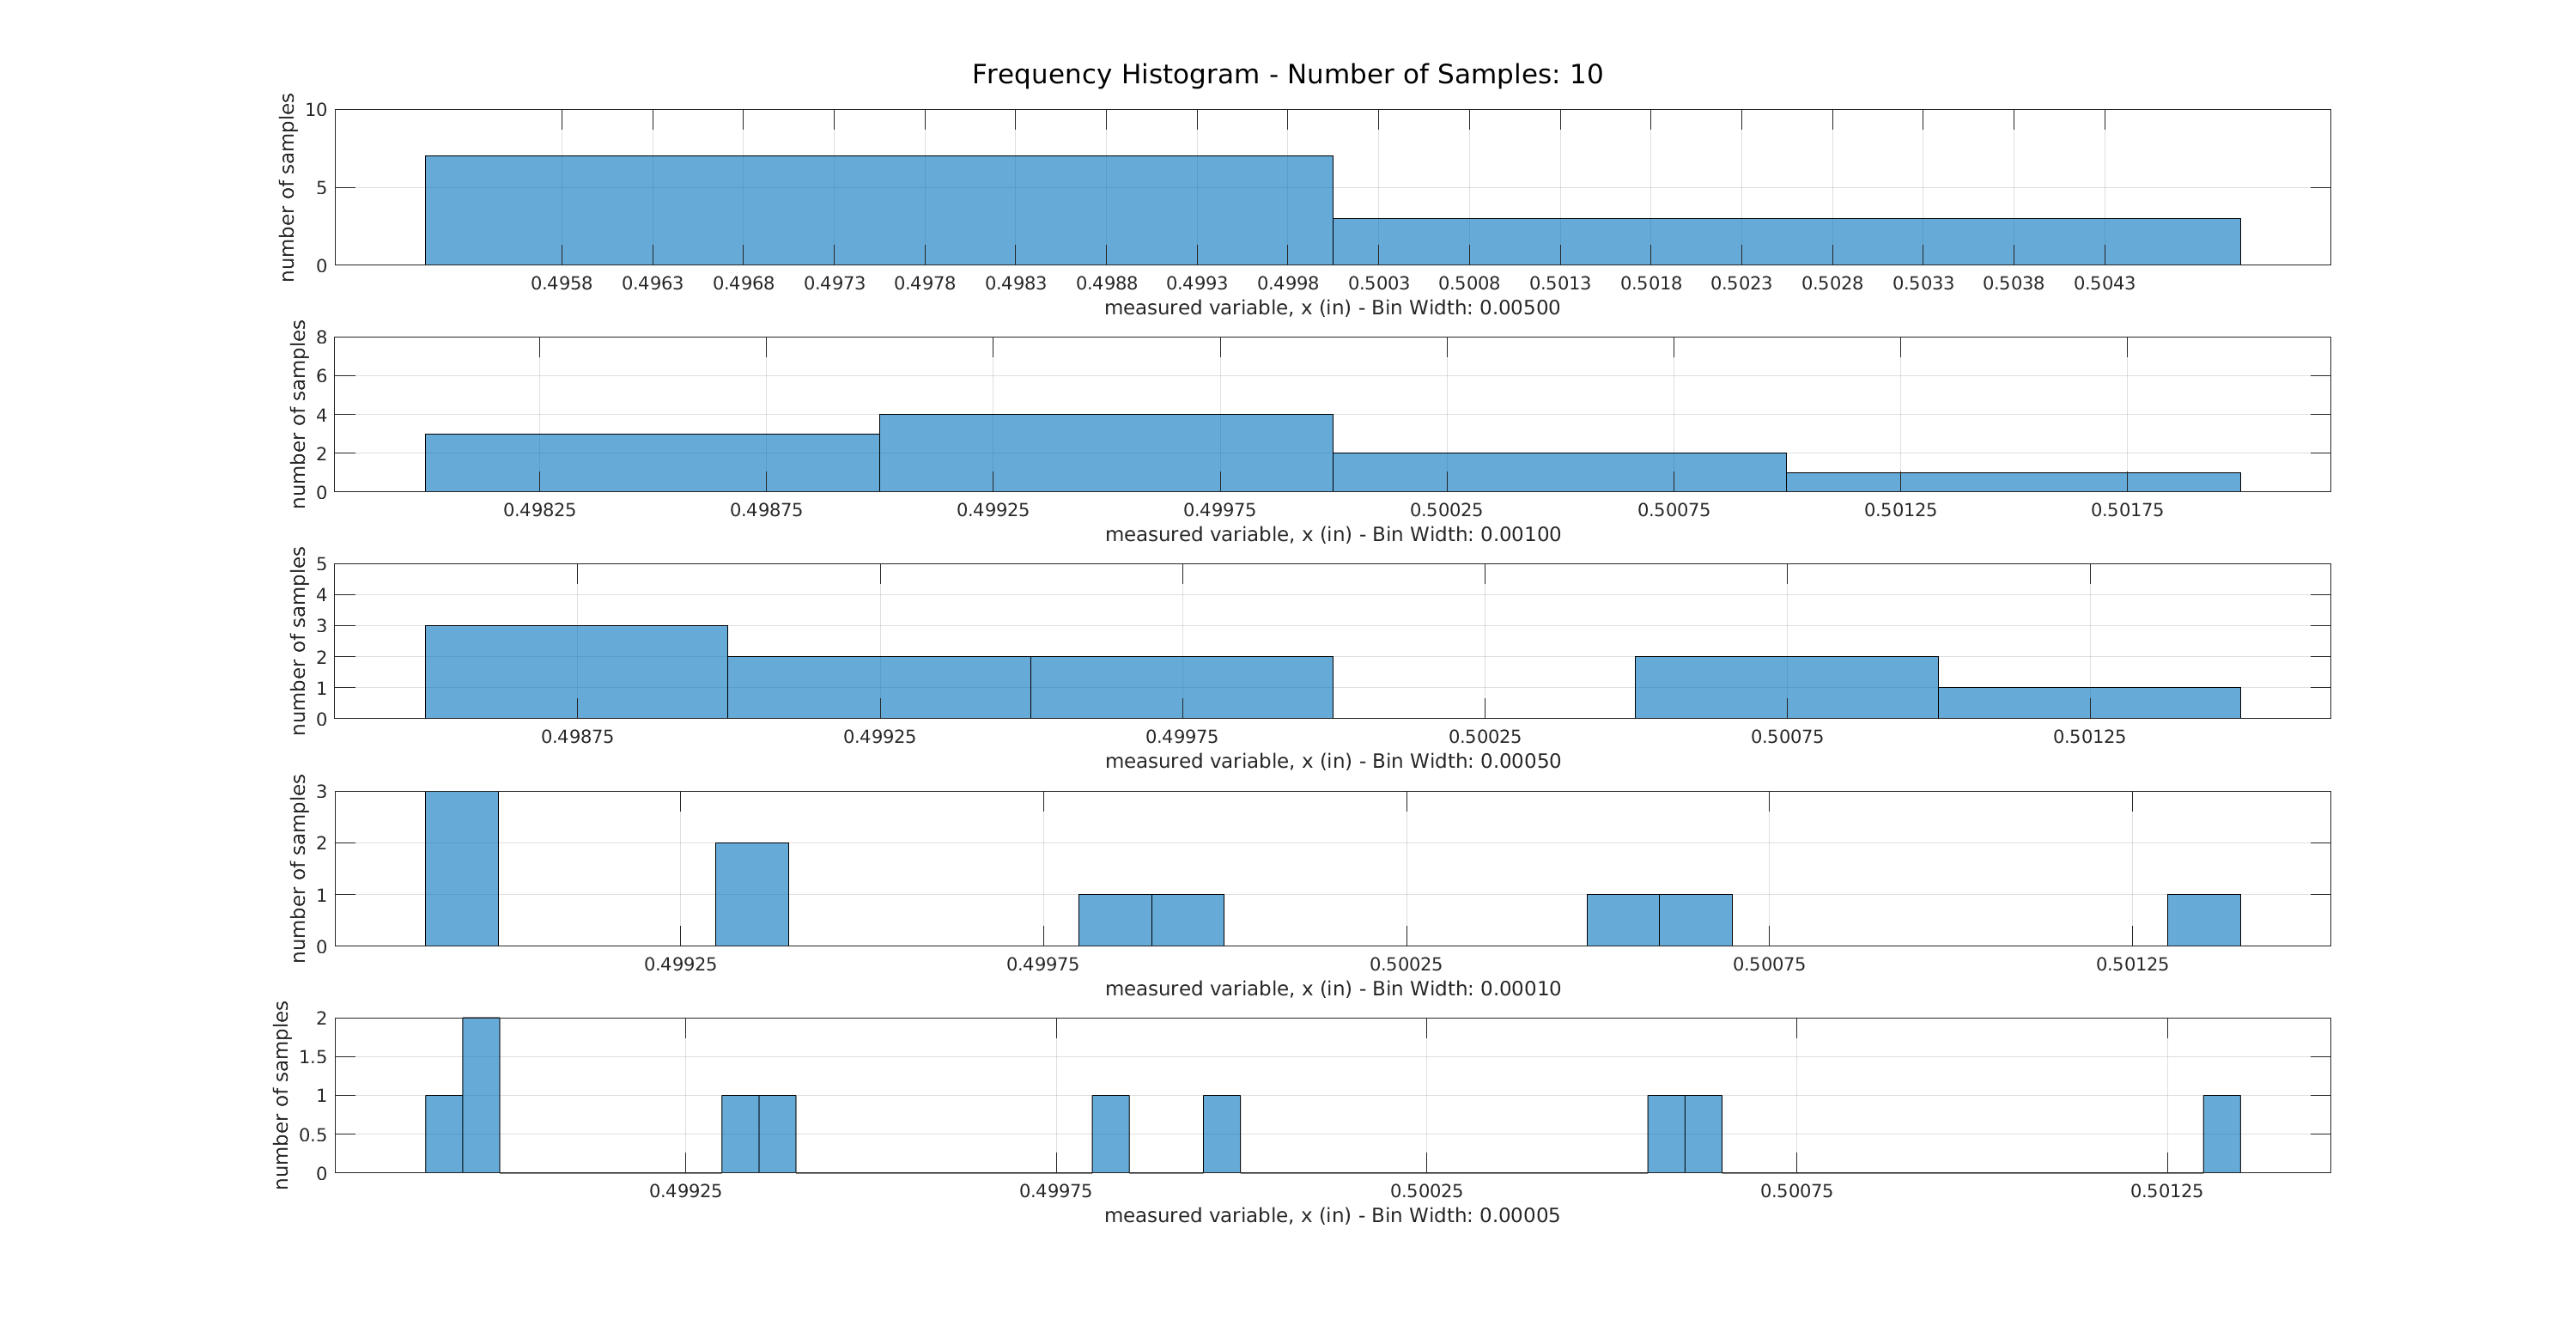 Frequency Histogram - Number of Samples: 10
number of samples
10
5
0
0.4958 0.4963 0.4968 0.4973 0.4978 0.4983 0.4988 0.4993 0.4998 0.5003 0.5008 0.5013 0.5018 0.5023 0.5028 0.5033 0.5038 0.5043
measured variable, x (in) - Bin Width: 0.00500
number of samples
8
6
4
2
0
0.49825 0.49875 0.49925 0.49975 0.50025 0.50075 0.50125 0.50175
measured variable, x (in) - Bin Width: 0.00100
number of samples
5
4
3
2
1
0
0.49875 0.49925 0.49975 0.50025 0.50075 0.50125
measured variable, x (in) - Bin Width: 0.00050
number of samples
3
2
1
0
0.49925 0.49975 0.50025 0.50075 0.50125
measured variable, x (in) - Bin Width: 0.00010
number of samples
2
1.5
1
0.5
0
0.49925 0.49975 0.50025 0.50075 0.50125
measured variable, x (in) - Bin Width: 0.00005